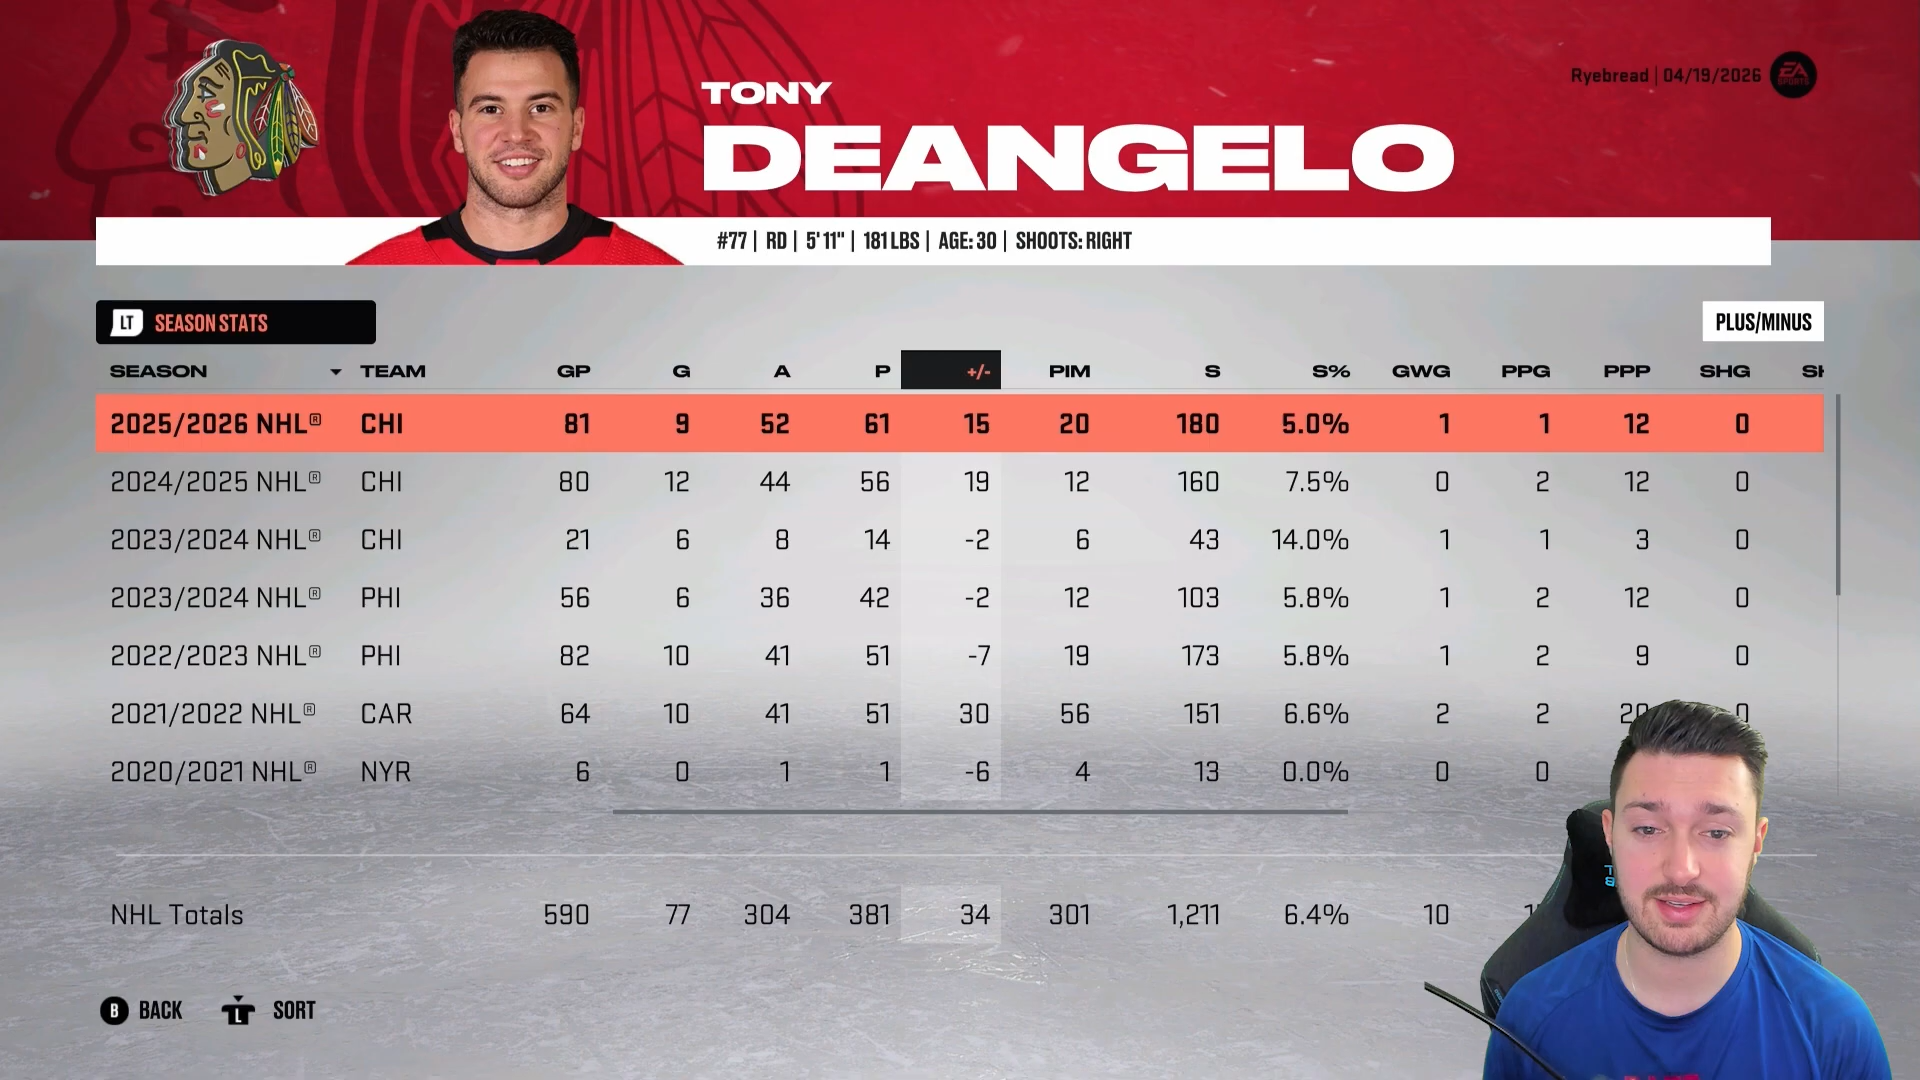 TONY
DEANGELO
Ryebread | 04/19/2026
EA SPORTS
#77 | RD | 5' 11" | 181 LBS | AGE: 30 | SHOOTS: RIGHT
LT SEASON STATS
PLUS/MINUS
SEASON TEAM GP G A P +/- PIM S S% GWG PPG PPP SHG
2025/2026 NHL® CHI 81 9 52 61 15 20 180 5.0% 1 1 12 0
2024/2025 NHL® CHI 80 12 44 56 19 12 160 7.5% 0 2 12 0
2023/2024 NHL® CHI 21 6 8 14 -2 6 43 14.0% 1 1 3 0
2023/2024 NHL® PHI 56 6 36 42 -2 12 103 5.8% 1 2 12 0
2022/2023 NHL® PHI 82 10 41 51 -7 19 173 5.8% 1 2 9 0
2021/2022 NHL® CAR 64 10 41 51 30 56 151 6.6% 2 2 20 0
2020/2021 NHL® NYR 6 0 1 1 -6 4 13 0.0% 0 0
NHL Totals 590 77 304 381 34 301 1,211 6.4% 10
B BACK L SORT